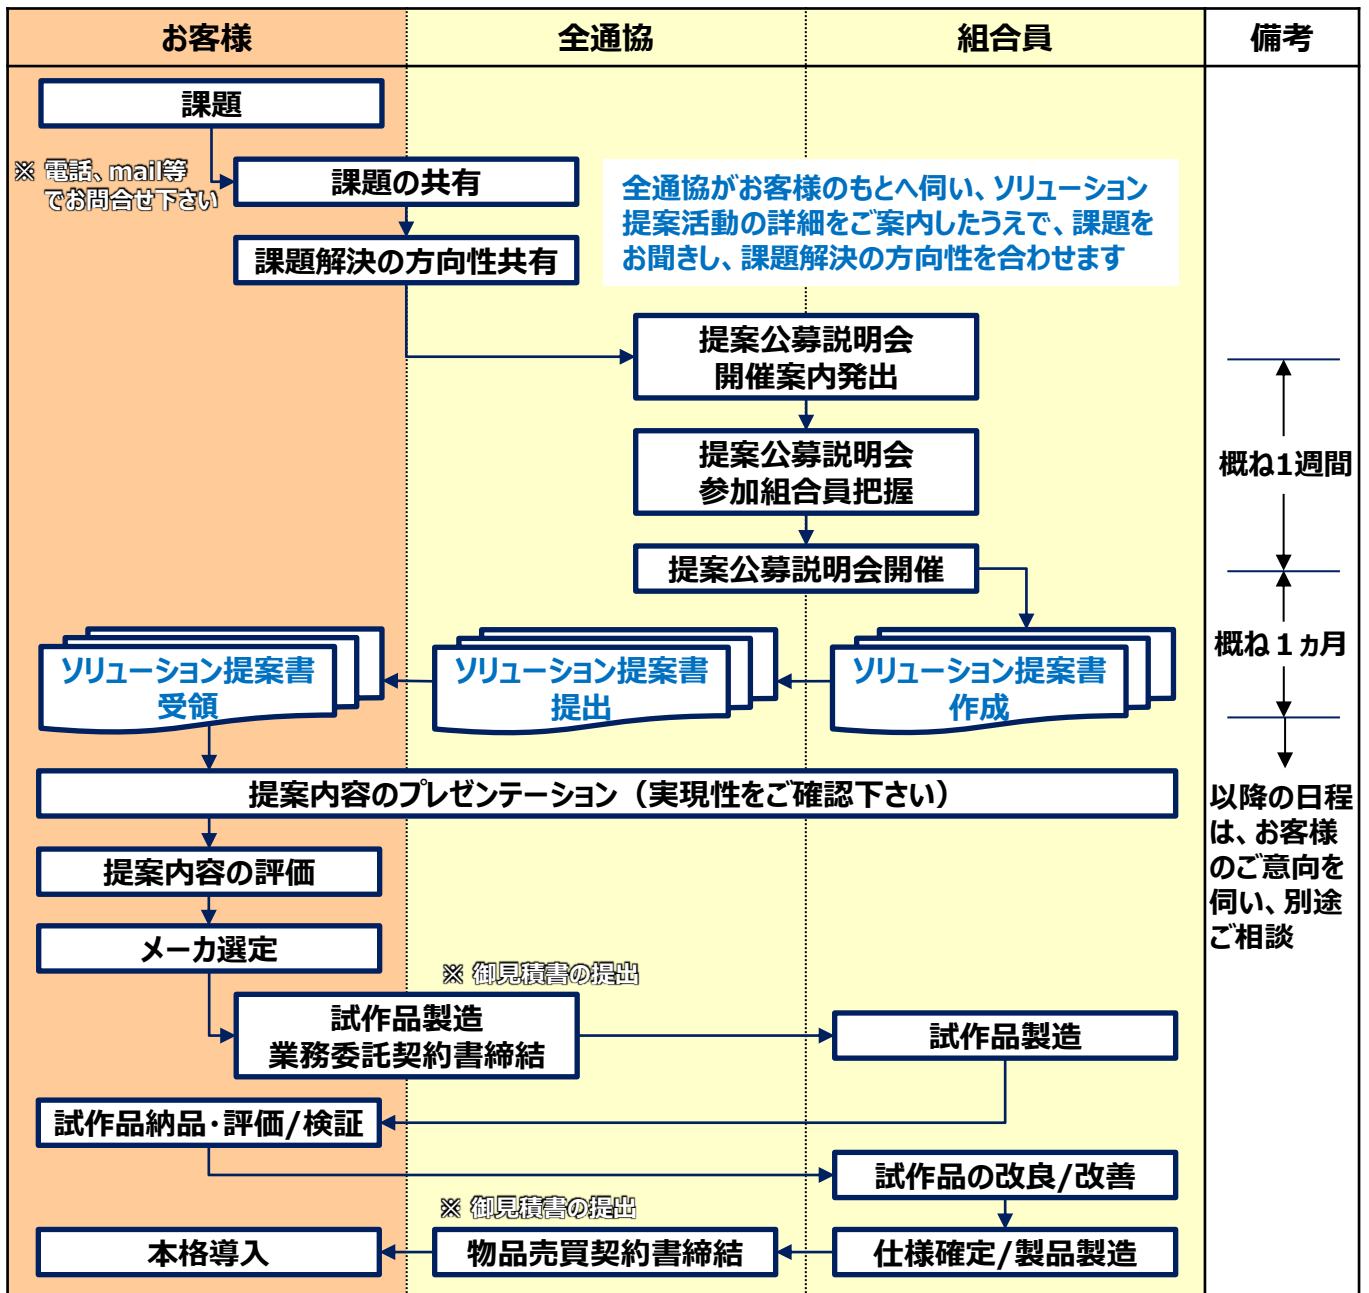 お客様
全通協
組合員
備考
課題
※ 電話、mail等
でお問合せ下さい
課題の共有
全通協がお客様のもとへ伺い、ソリューション
提案活動の詳細をご案内したうえで、課題を
お聞きし、課題解決の方向性を合わせます
課題解決の方向性共有
提案公募説明会
開催案内発出
提案公募説明会
参加組合員把握
概ね1週間
提案公募説明会開催
概ね１ヵ月
ソリューション提案書
受領
ソリューション提案書
提出
ソリューション提案書
作成
提案内容のプレゼンテーション（実現性をご確認下さい）
以降の日程
は、お客様
のご意向を
伺い、別途
ご相談
提案内容の評価
メーカ選定
※ 御見積書の提出
試作品製造
業務委託契約書締結
試作品製造
試作品納品・評価/検証
試作品の改良/改善
※ 御見積書の提出
本格導入
物品売買契約書締結
仕様確定/製品製造